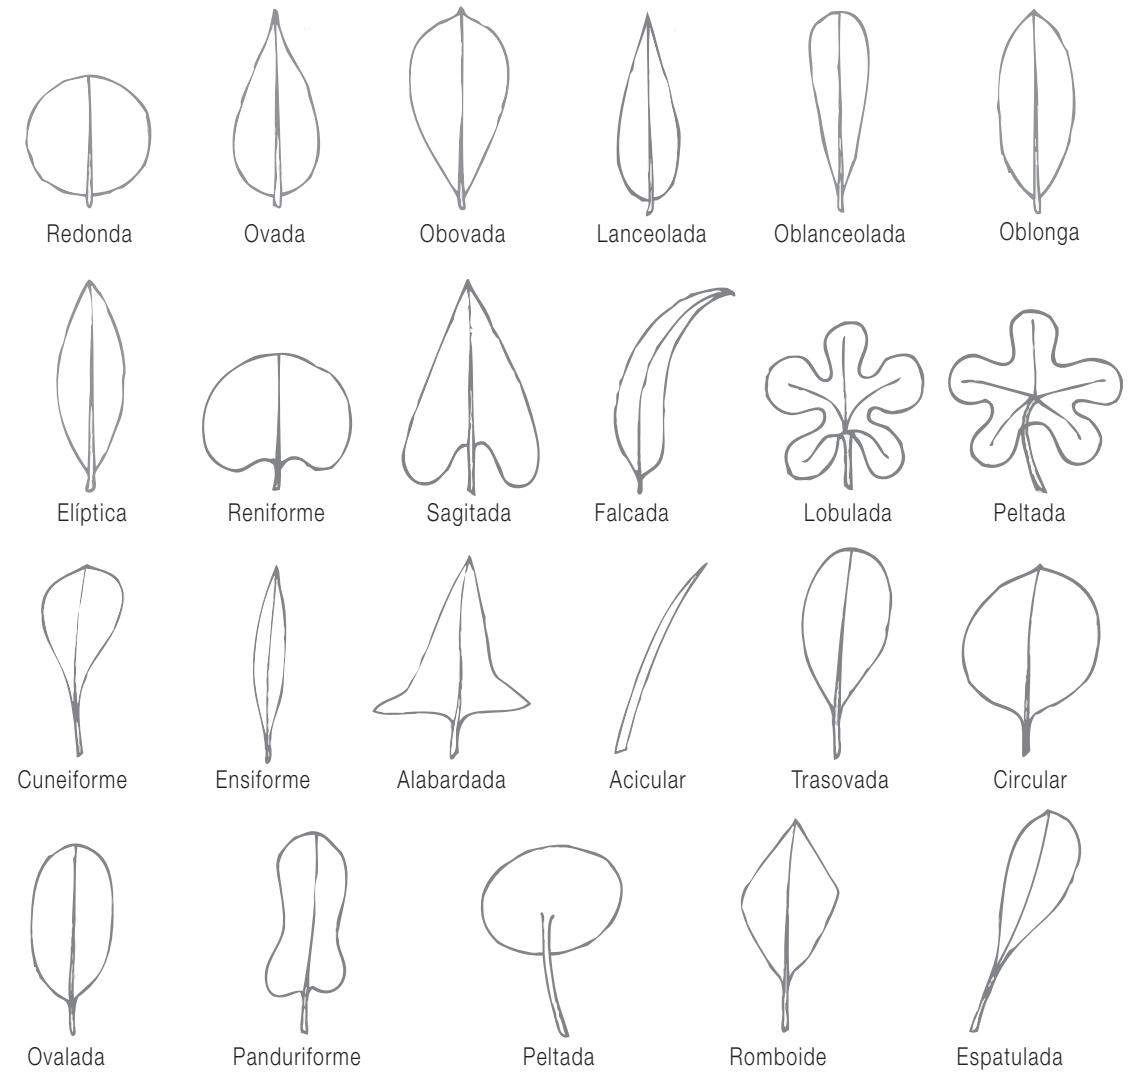 Redonda Ovada Obovada Lanceolada Oblanceolada Oblonga
Elíptica Reniforme Sagitada Falcada Lobulada Peltada
Cuneiforme Ensiforme Alabardada Acicular Trasovada Circular
Ovalada Panduriforme Peltada Romboide Espatulada